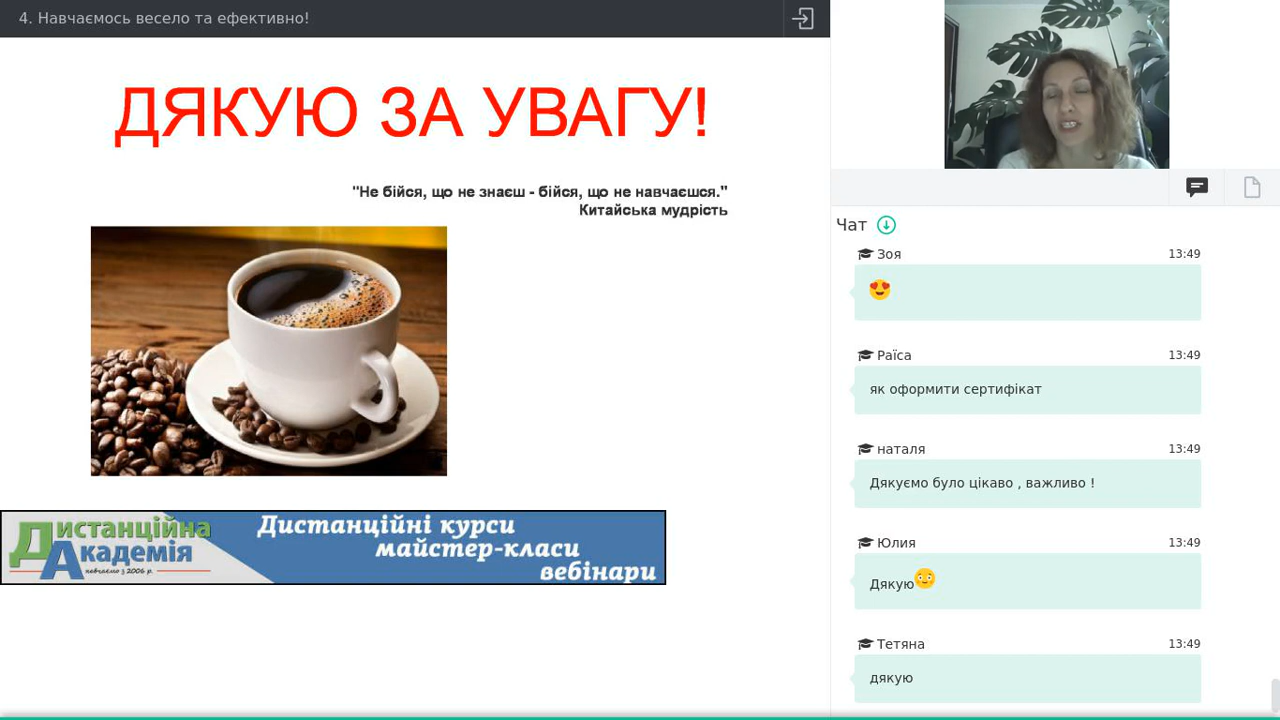 4. Навчаємось весело та ефективно!
ДЯКУЮ ЗА УВАГУ!
"Не бійся, що не знаєш - бійся, що не навчаєшся."
Китайська мудрість
Дистанційна
Академія
навчаємо з 2006 р.
Дистанційні курси
майстер-класи
вебінари
Чат
Зоя 13:49
Раїса 13:49
як оформити сертифікат
наталя 13:49
Дякуємо було цікаво , важливо !
Юлия 13:49
Дякую
Тетяна 13:49
дякую